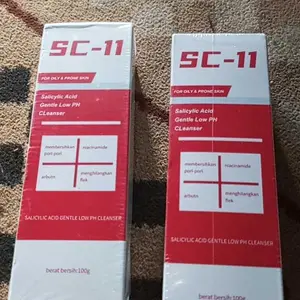 SC-11
FOR OILY & PRONE SKIN
Salicylic Acid
Gentle Low PH
CLeanser
membersihkan
pori pori
niacinamide
arbutin
menghilangkan
flek
SALICYLIC ACID GENTLE LOW PH CLEANSER
berat bersih:100g
SC-11
FOR OILY & PRONE SKIN
Salicylic Acid
Gentle Low PH
CLeanser
membersihkan
pori pori
niacinamide
arbutin
menghilangkan
flek
SALICYLIC ACID GENTLE LOW PH CLEANSER
berat bersih:100g